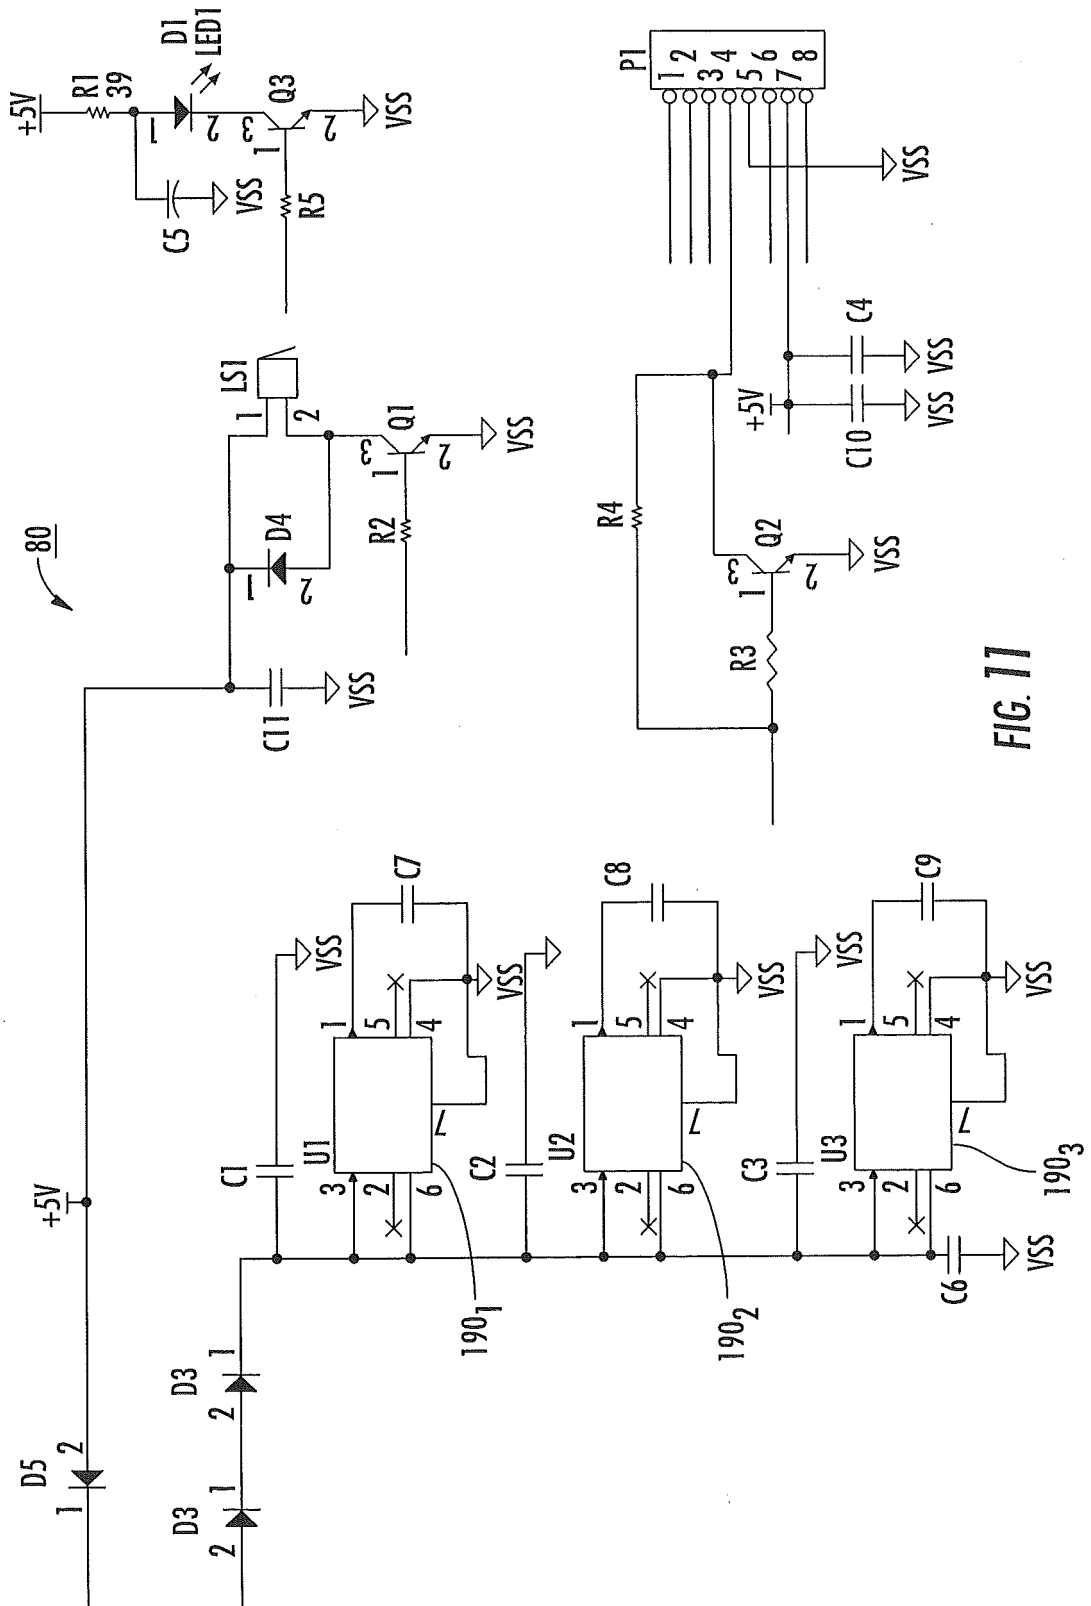 80
+5V
R1
39
D1
LED1
1
2
C5
VSS
3
Q3
1
2
VSS
R5
LS1
1
2
D4
1
2
3
Q1
1
2
VSS
R2
C11
VSS
P1
1
2
3
4
5
6
7
8
VSS
R4
+5V
C4
VSS
C10
VSS
3
Q2
1
2
VSS
R3
D5
1
2
+5V
D3
2
1
D3
2
1
C1
VSS
U1
3
2
6
1
5
4
7
C7
VSS
190₁
C2
U2
3
2
6
1
5
4
7
C8
VSS
190₂
C3
VSS
U3
3
2
6
1
5
4
7
C9
VSS
190₃
C6
VSS
FIG. 11